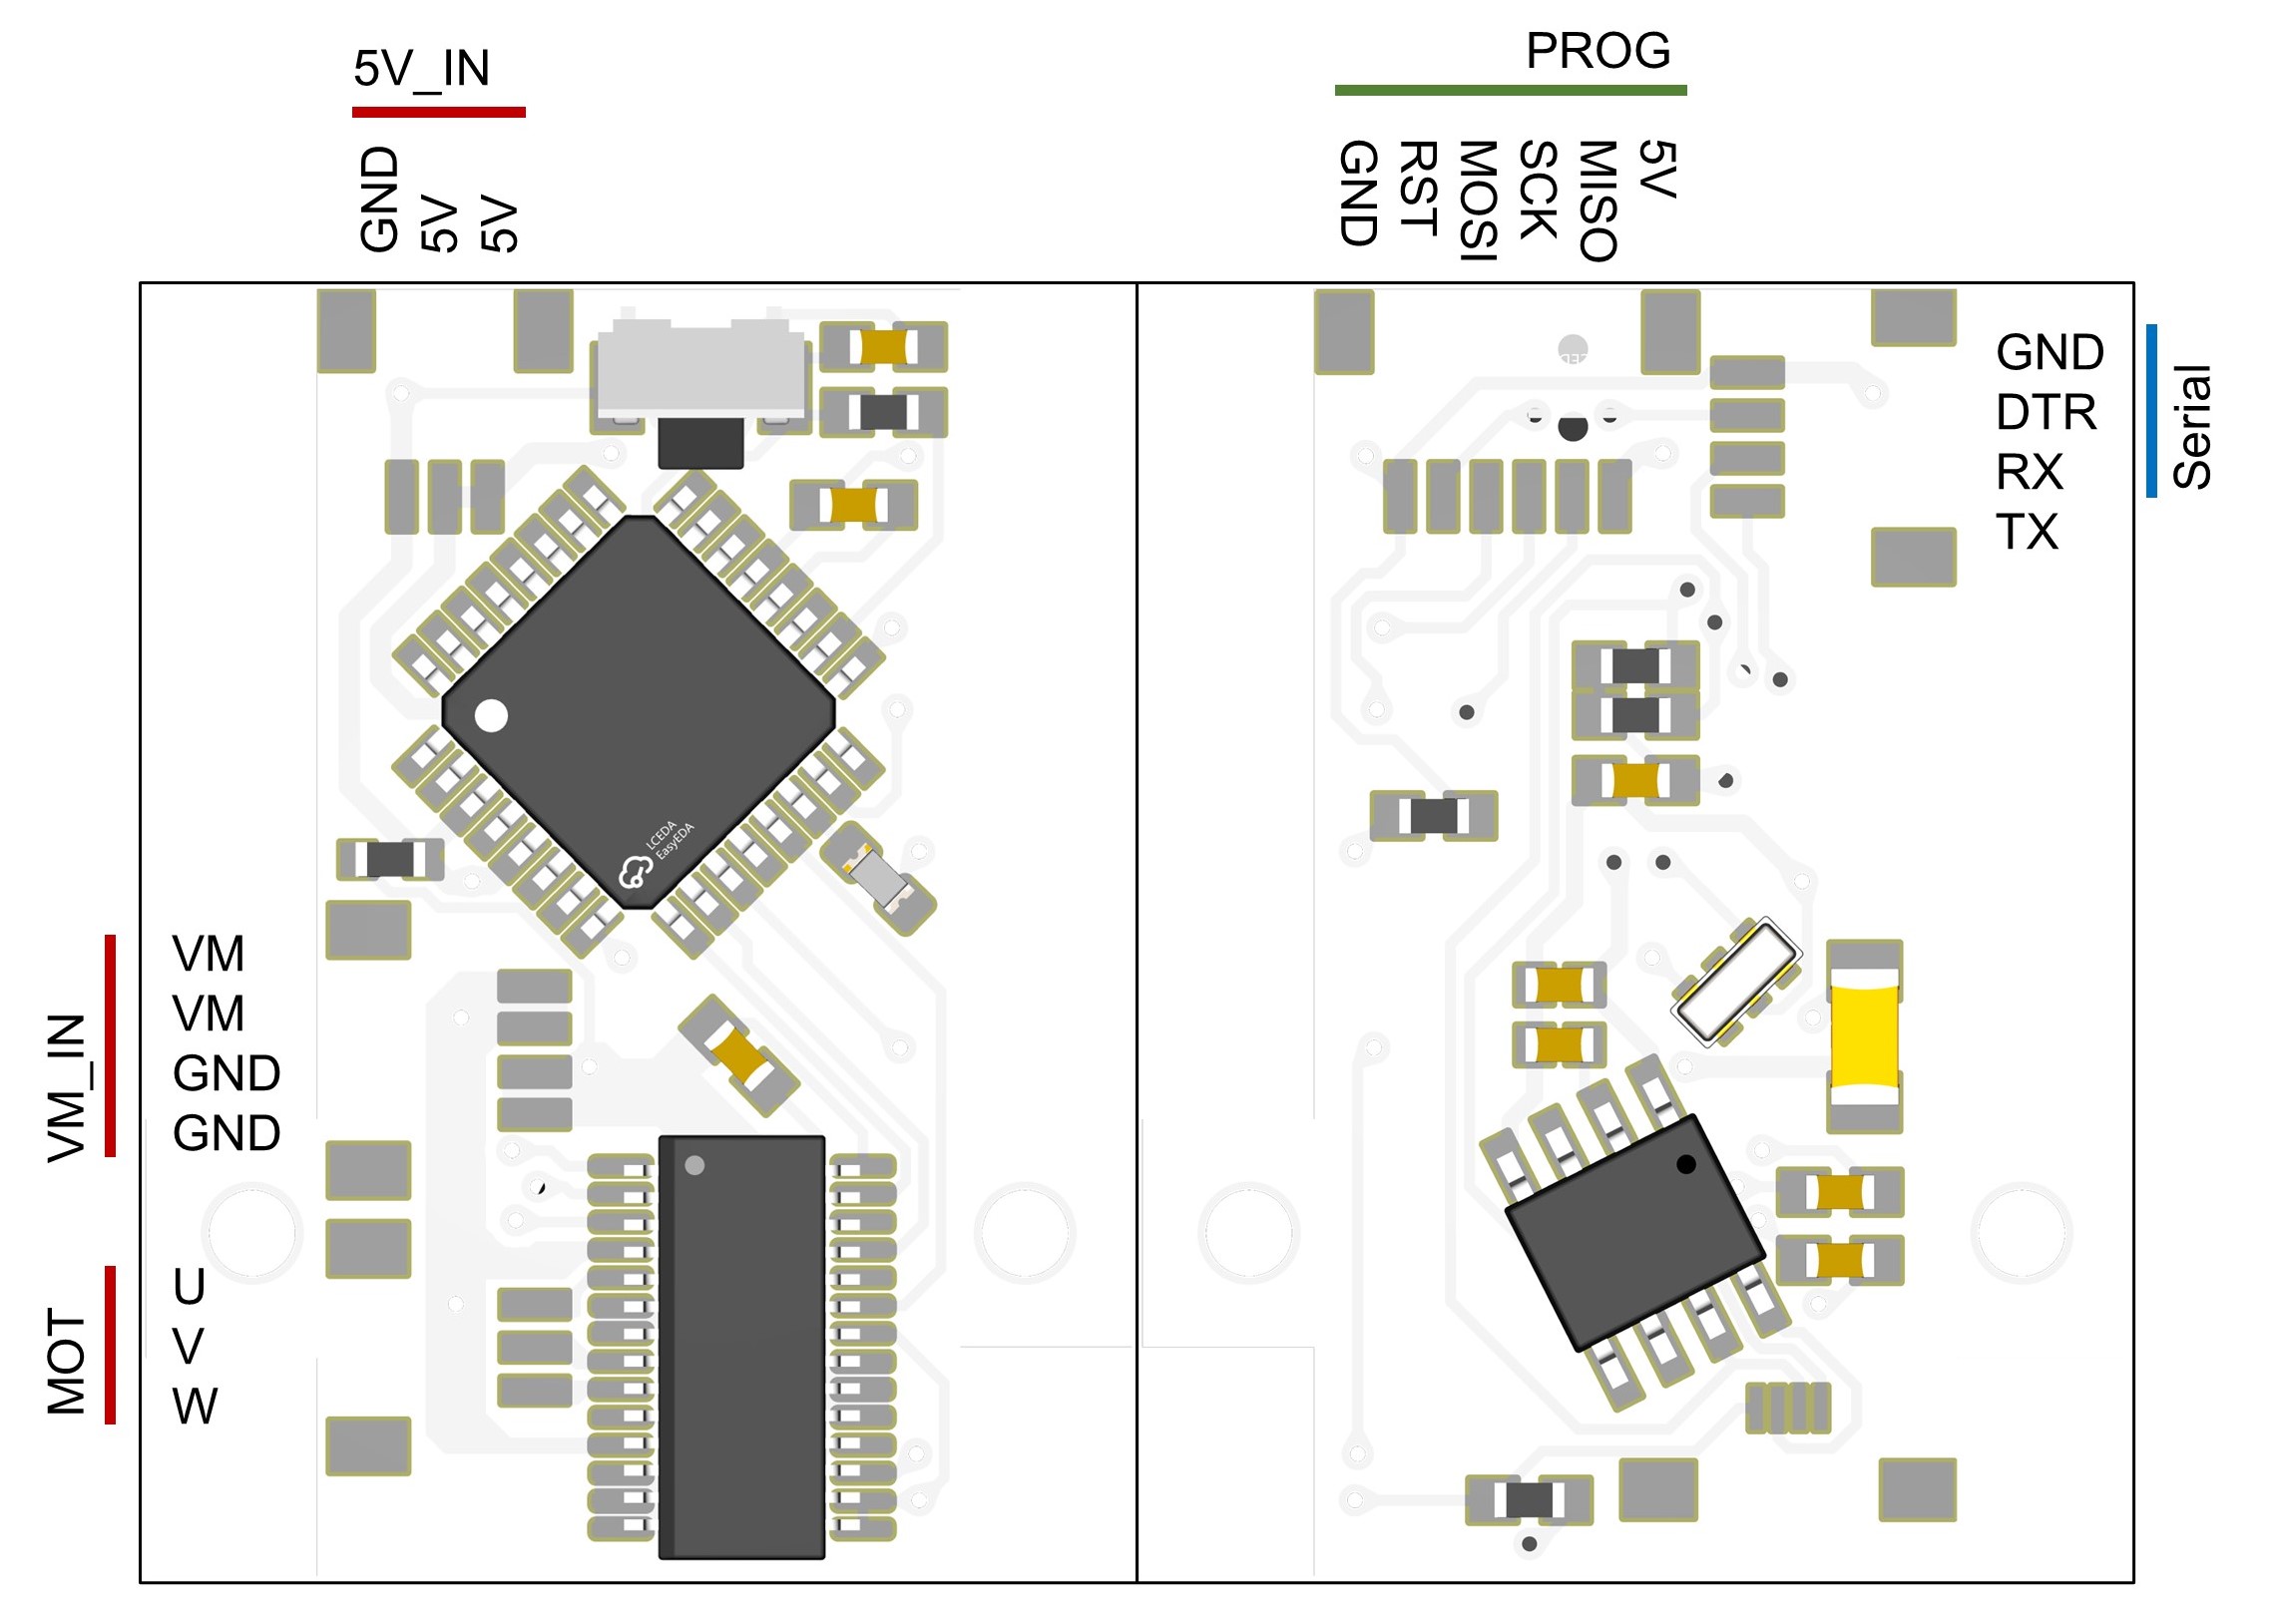 5V_IN
GND
5V
5V
PROG
GND
RST
MOSI
SCK
MISO
5V
Serial
GND
DTR
RX
TX
LCEDA
EasyEDA
VM_IN
VM
VM
GND
GND
MOT
U
V
W